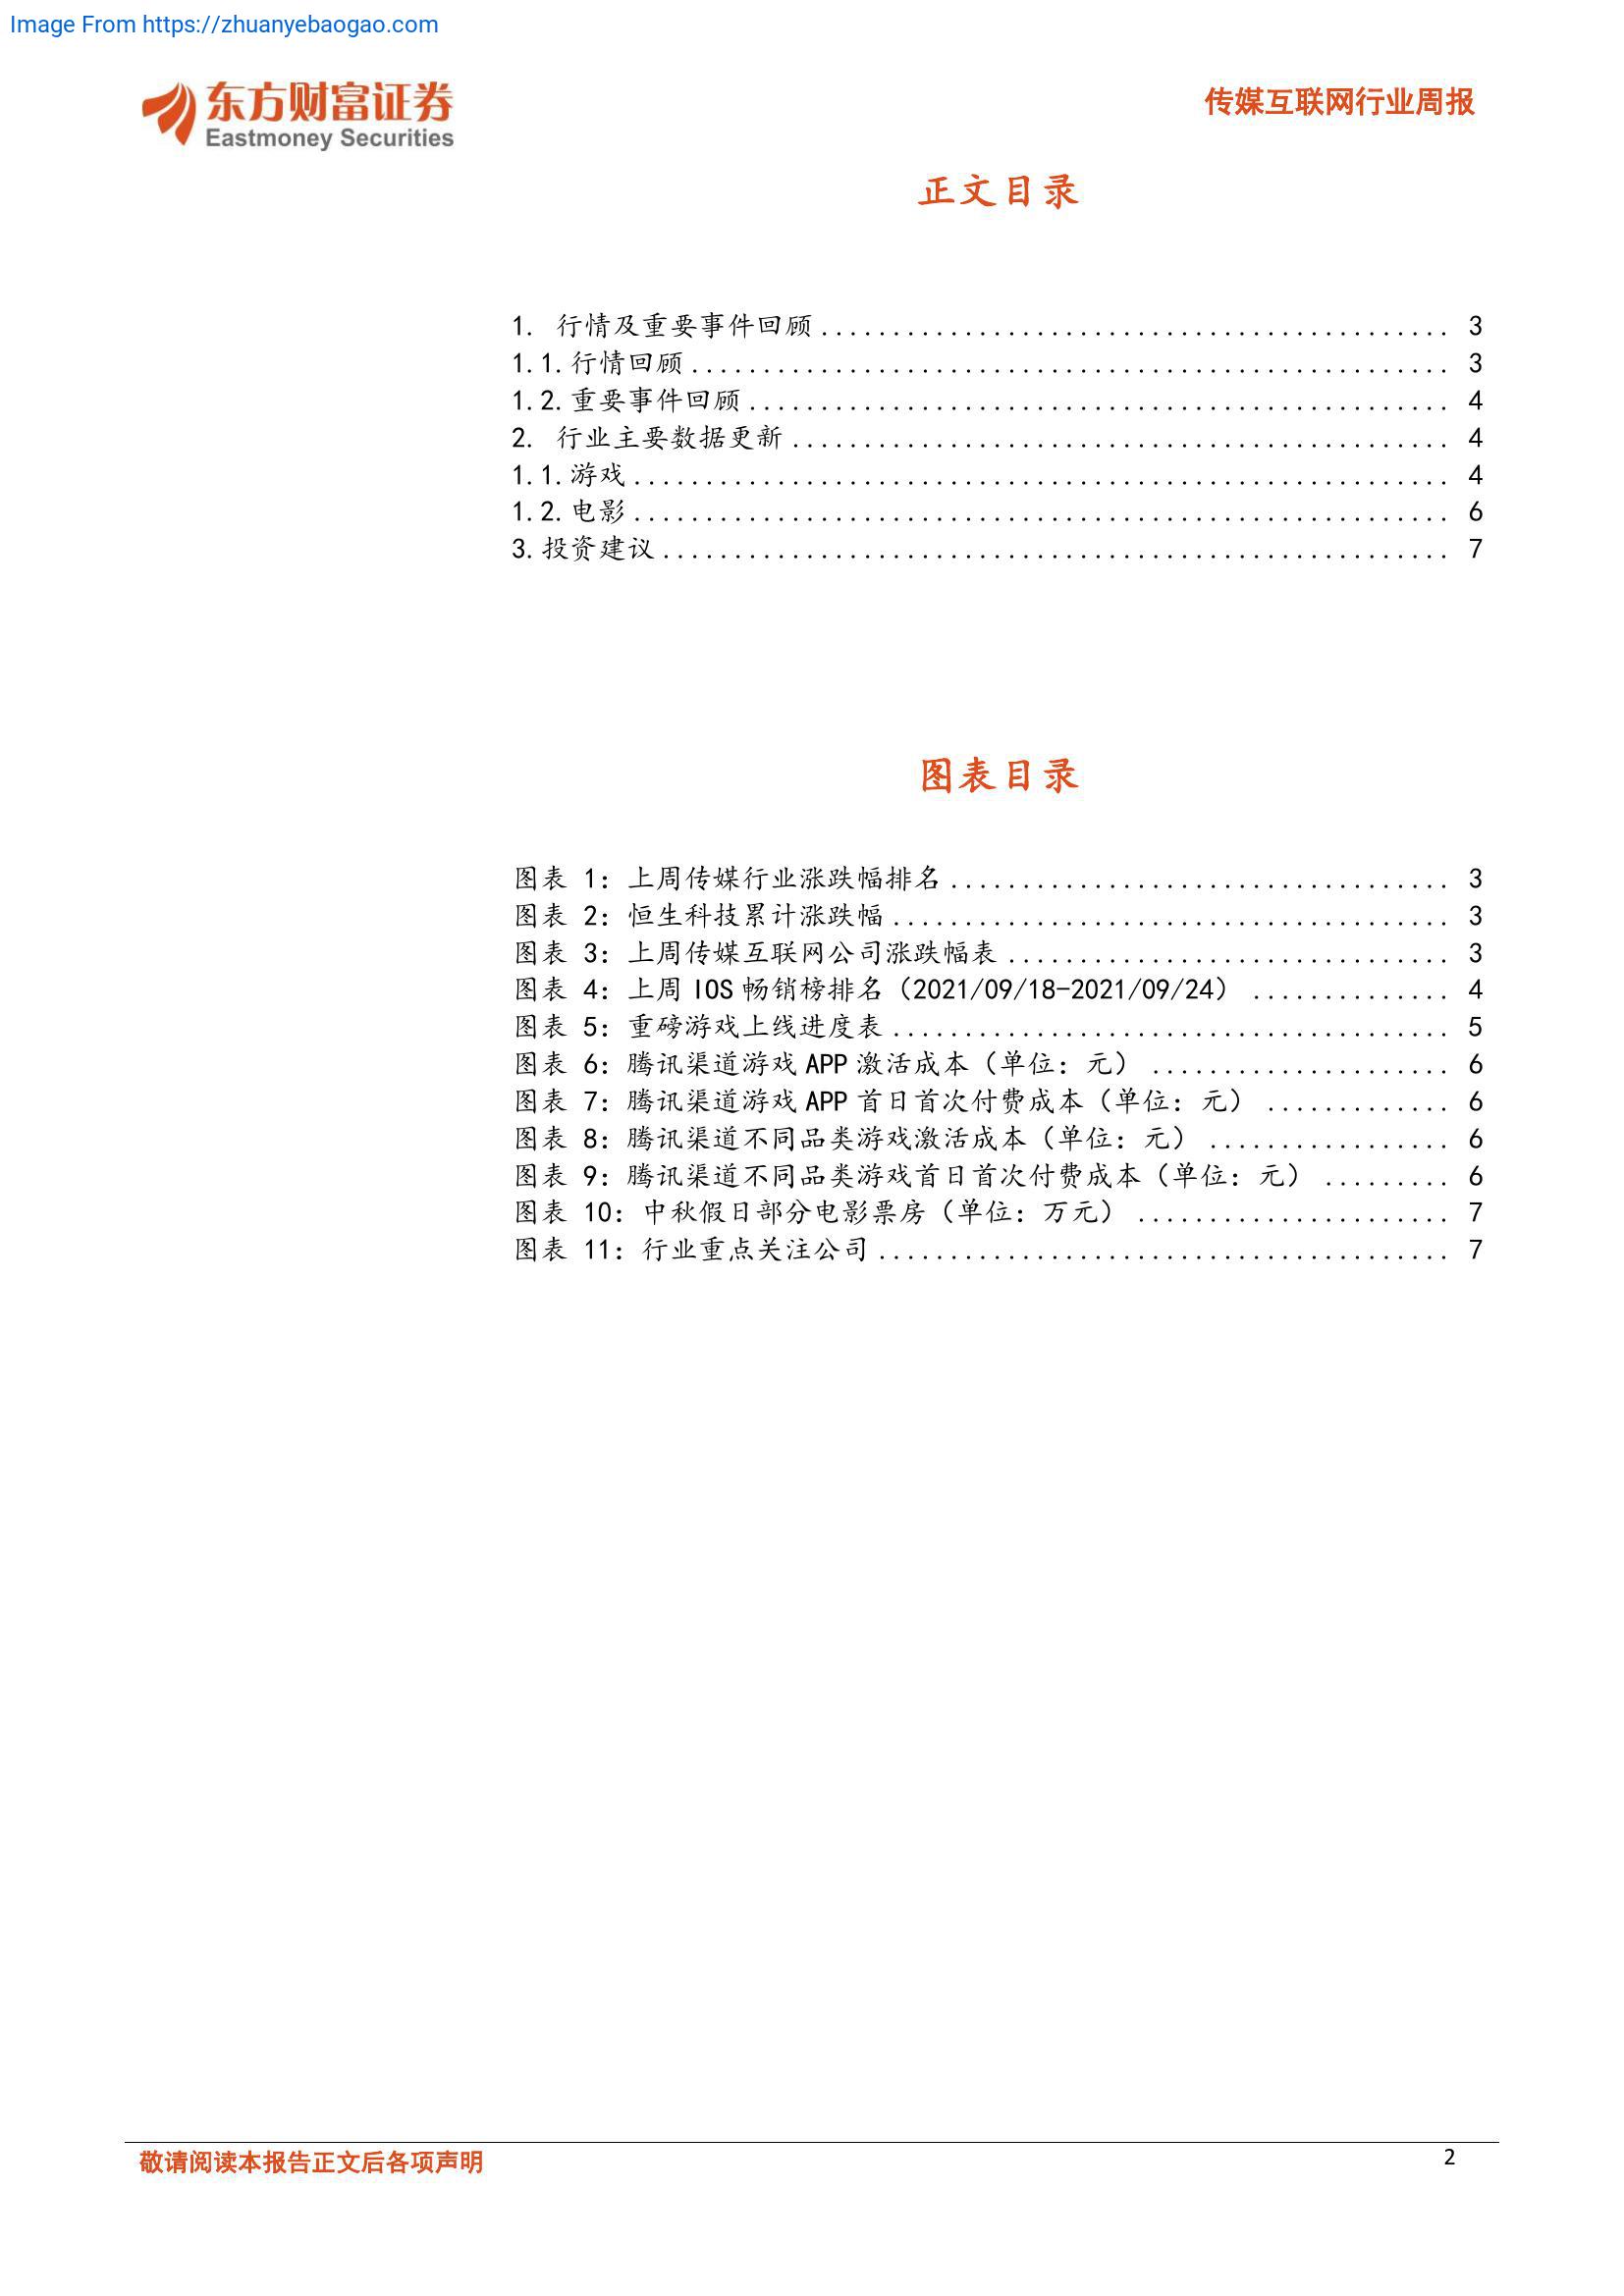 Image From https://zhuanyebaogao.com
东方财富证券
Eastmoney Securities
传媒互联网行业周报
正文目录
1. 行情及重要事件回顾............................................ 3
1.1.行情回顾..................................................... 3
1.2.重要事件回顾................................................. 4
2. 行业主要数据更新.............................................. 4
1.1.游戏......................................................... 4
1.2.电影......................................................... 6
3.投资建议....................................................... 7
图表目录
图表 1：上周传媒行业涨跌幅排名................................... 3
图表 2：恒生科技累计涨跌幅....................................... 3
图表 3：上周传媒互联网公司涨跌幅表............................... 3
图表 4：上周 IOS 畅销榜排名（2021/09/18-2021/09/24） .............. 4
图表 5：重磅游戏上线进度表....................................... 5
图表 6：腾讯渠道游戏 APP 激活成本（单位：元） ..................... 6
图表 7：腾讯渠道游戏 APP 首日首次付费成本（单位：元） ............. 6
图表 8：腾讯渠道不同品类游戏激活成本（单位：元） ................. 6
图表 9：腾讯渠道不同品类游戏首日首次付费成本（单位：元） ......... 6
图表 10：中秋假日部分电影票房（单位：万元） ...................... 7
图表 11：行业重点关注公司........................................ 7
敬请阅读本报告正文后各项声明
2